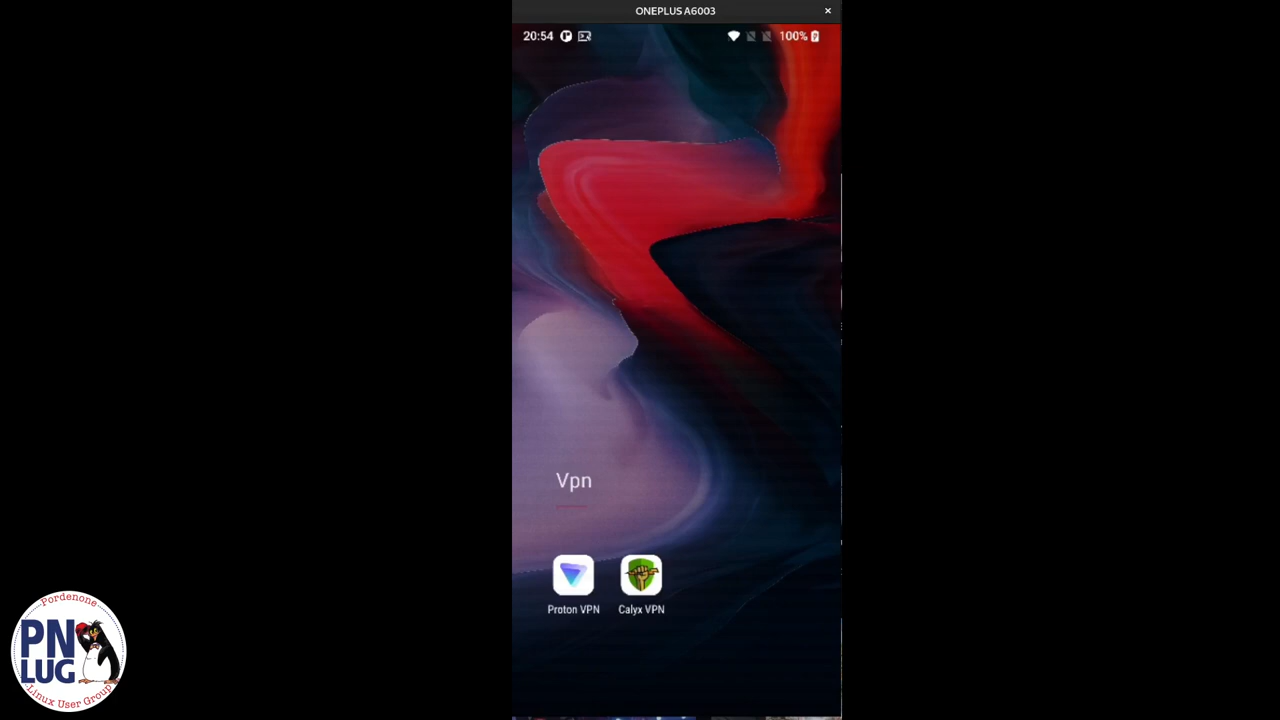 ONEPLUS A6003
20:54
100%
Vpn
Proton VPN
Calyx VPN
Pordenone
PN
LUG
Linux User Group